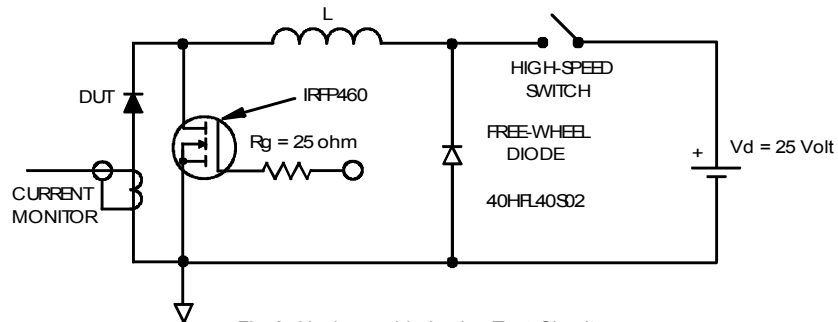 L
HIGH-SPEED
SWITCH
DUT
IRFP460
Rg = 25 ohm
FREE-WHEEL
DIODE
+
Vd = 25 Volt
40HFL40S02
CURRENT
MONITOR